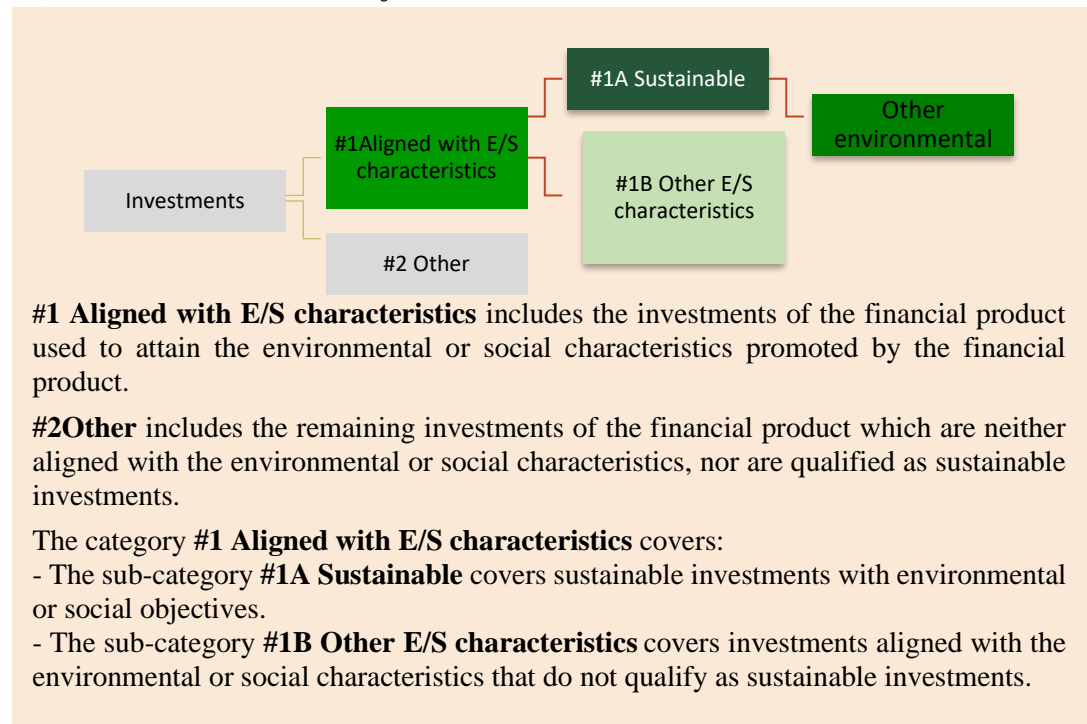 #1A Sustainable
Other
environmental
#1Aligned with E/S
characteristics
#1B Other E/S
characteristics
Investments
#2 Other
#1 Aligned with E/S characteristics includes the investments of the financial product
used to attain the environmental or social characteristics promoted by the financial
product.
#2Other includes the remaining investments of the financial product which are neither
aligned with the environmental or social characteristics, nor are qualified as sustainable
investments.
The category #1 Aligned with E/S characteristics covers:
- The sub-category #1A Sustainable covers sustainable investments with environmental
or social objectives.
- The sub-category #1B Other E/S characteristics covers investments aligned with the
environmental or social characteristics that do not qualify as sustainable investments.